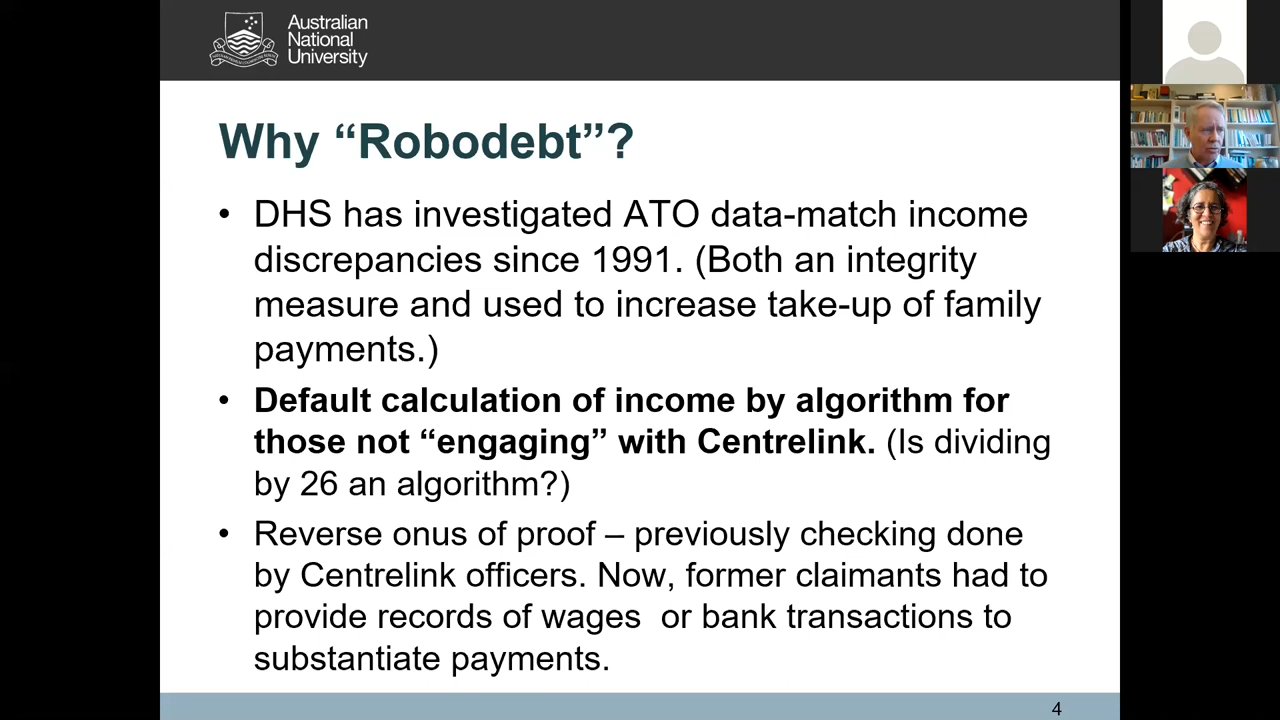 Australian
National
University
Why “Robodebt”?
• DHS has investigated ATO data-match income
discrepancies since 1991. (Both an integrity
measure and used to increase take-up of family
payments.)
• Default calculation of income by algorithm for
those not “engaging” with Centrelink. (Is dividing
by 26 an algorithm?)
• Reverse onus of proof – previously checking done
by Centrelink officers. Now, former claimants had to
provide records of wages  or bank transactions to
substantiate payments.
4